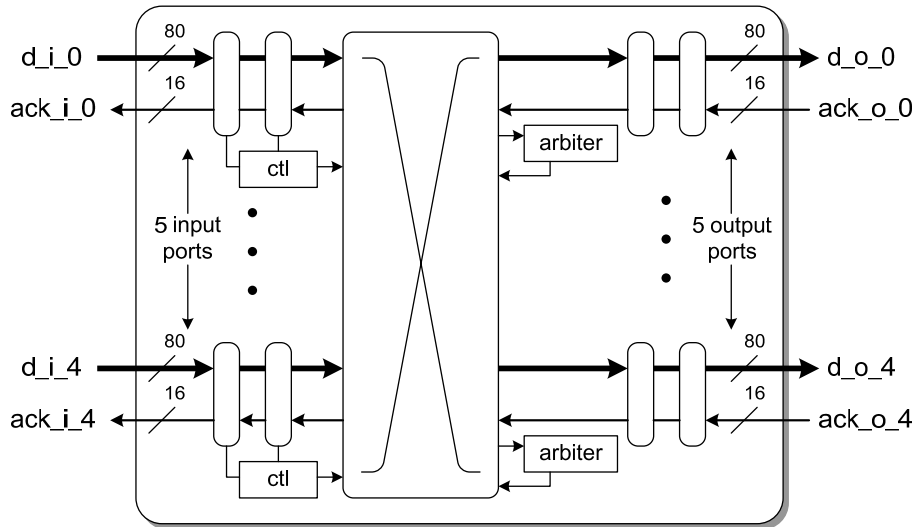 d_i_0
80
80
d_o_0
ack_i_0
16
16
ack_o_0
arbiter
ctl
5 input
ports
5 output
ports
d_i_4
80
80
d_o_4
ack_i_4
16
16
ack_o_4
arbiter
ctl